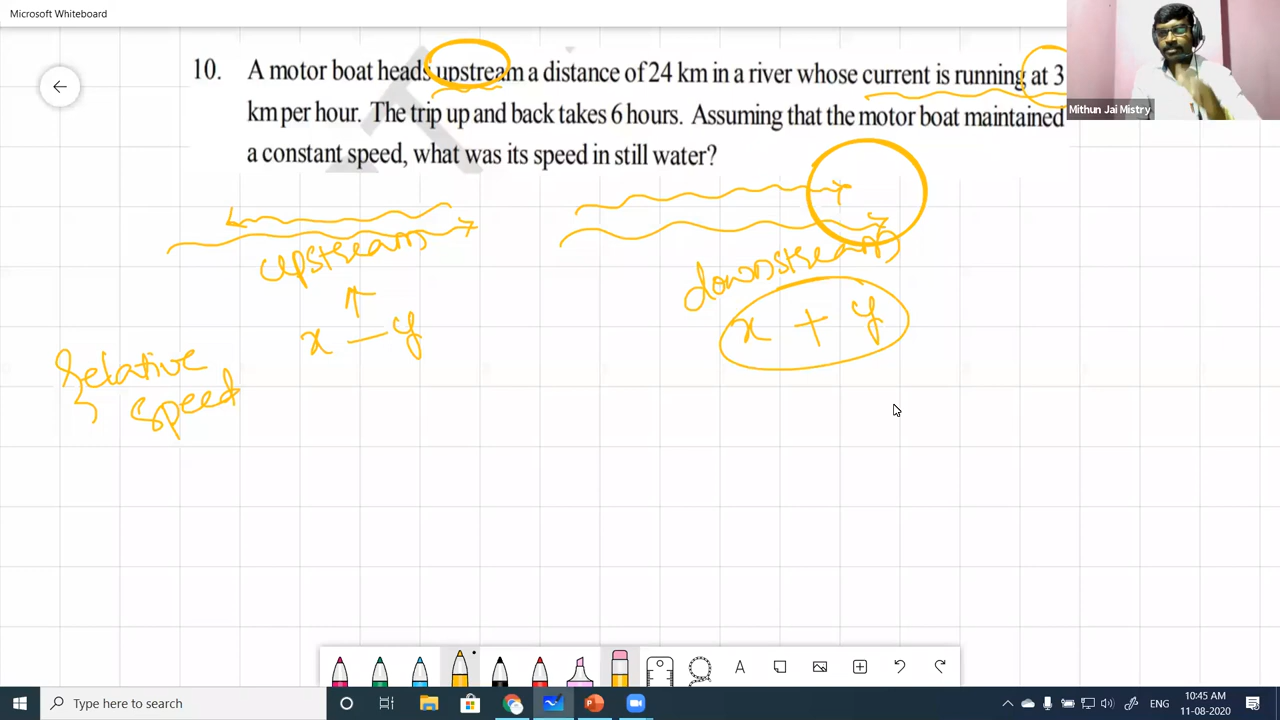 Microsoft Whiteboard
10. A motor boat heads upstream a distance of 24 km in a river whose current is running at 3
km per hour. The trip up and back takes 6 hours. Assuming that the motor boat maintained
a constant speed, what was its speed in still water?
Mithun Jai Mistry
upstream
downstream
x - y
x + y
Relative
Speed
A
Type here to search
ENG
10:45 AM
11-08-2020